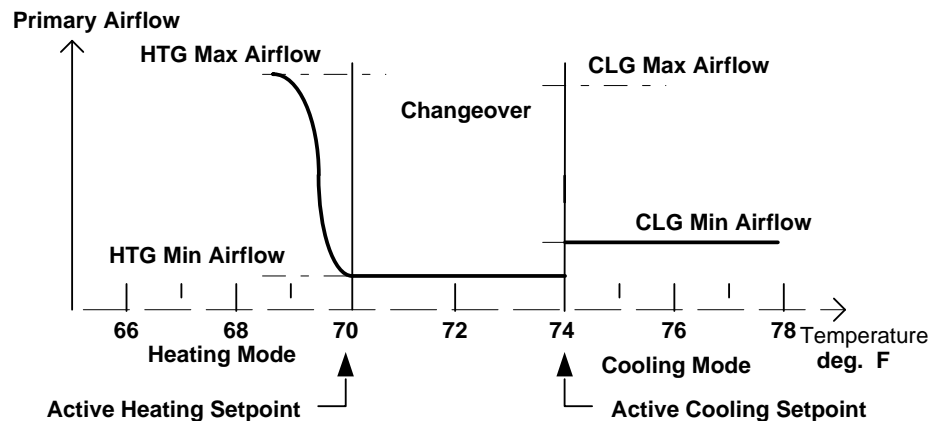 Primary Airflow
HTG Max Airflow
CLG Max Airflow
Changeover
CLG Min Airflow
HTG Min Airflow
66 68 70 72 74 76 78 Temperature
deg. F
Heating Mode
Cooling Mode
Active Heating Setpoint
Active Cooling Setpoint